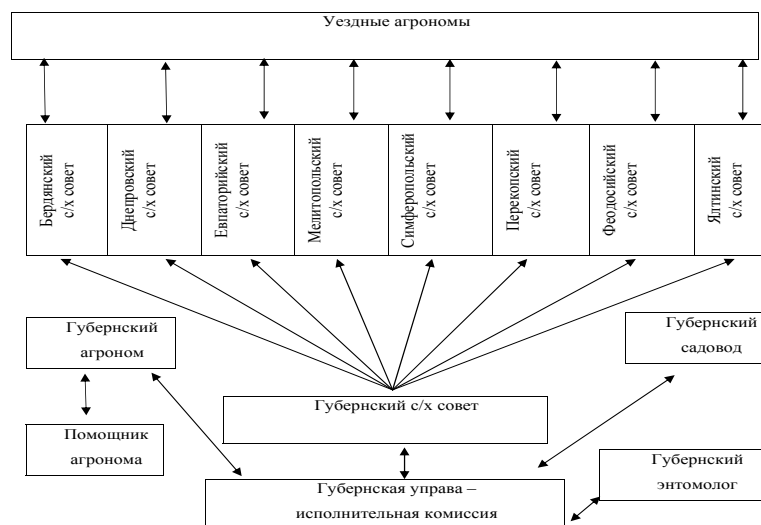 Уездные агрономы
Бердянский
с/х совет
Днепровский
с/х совет
Евпаторийский
с/х совет
Мелитопольский
с/х совет
Симферопольский
с/х совет
Перекопский
с/х совет
Феодосийский
с/х совет
Ялтинский
с/х совет
Губернский
агроном
Губернский
садовод
Губернский с/х совет
Помощник
агронома
Губернский
энтомолог
Губернская управа –
исполнительная комиссия